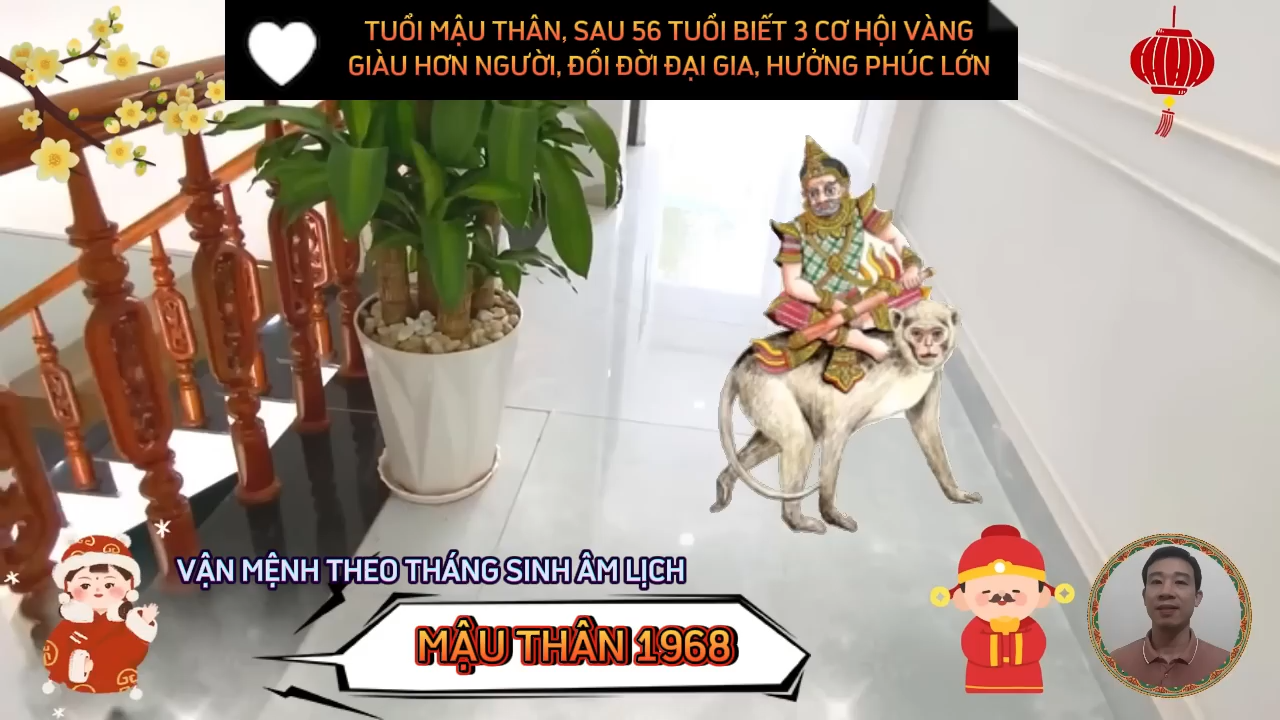 TUỔI MẬU THÂN, SAU 56 TUỔI BIẾT 3 CƠ HỘI VÀNG
GIÀU HƠN NGƯỜI, ĐỔI ĐỜI ĐẠI GIA, HƯỞNG PHÚC LỚN
VẬN MỆNH THEO THÁNG SINH ÂM LỊCH
MẬU THÂN 1968